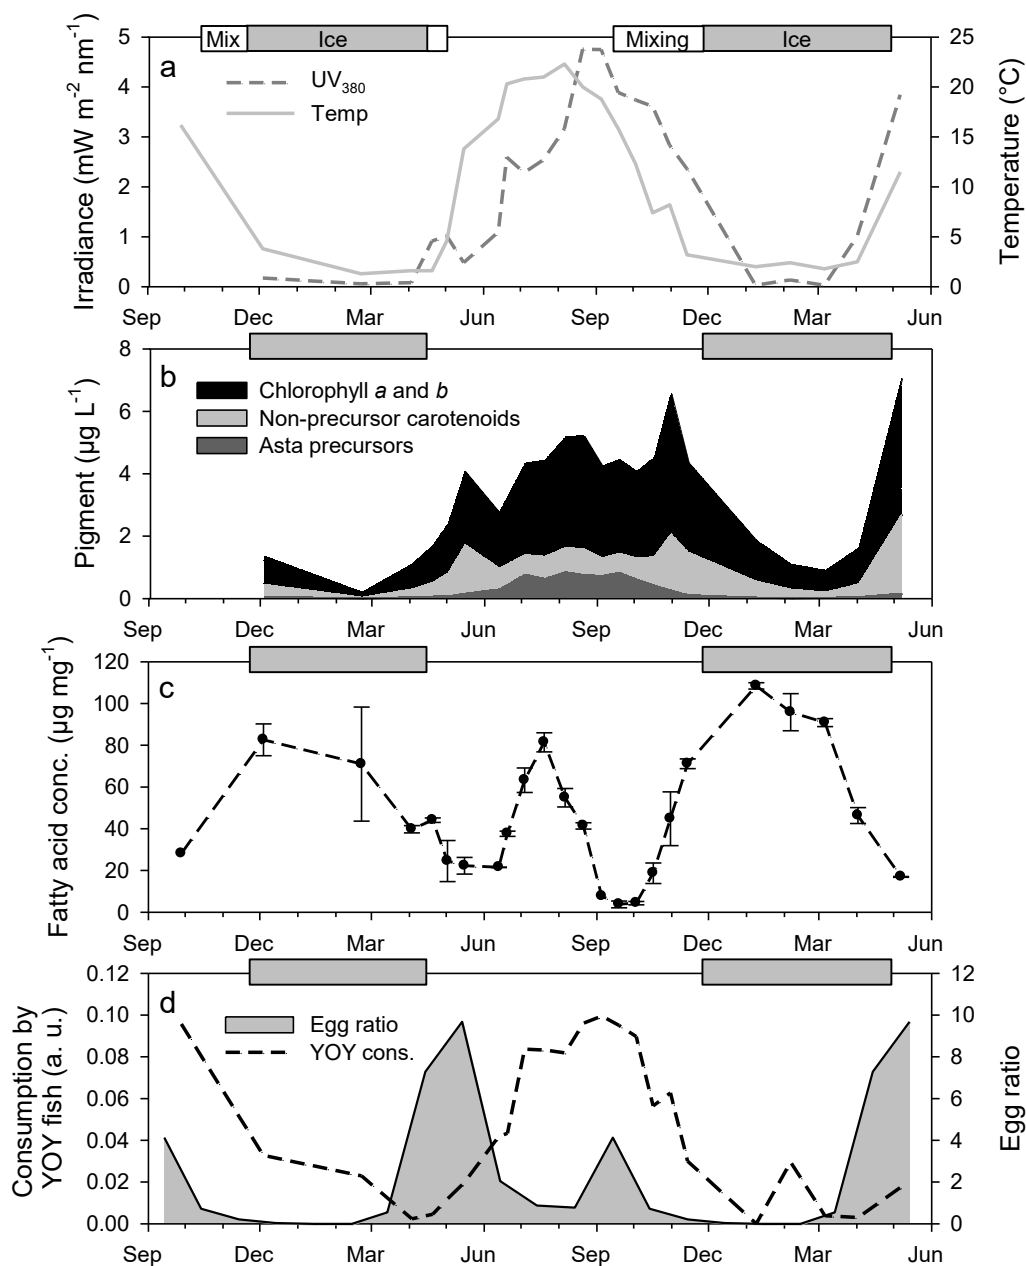 Mix Ice Mixing Ice
5 25
a
UV380
4 20
Temp
3 15
2 10
1 5
0 0
Irradiance (mW m-2 nm-1)
Temperature (°C)
Sep Dec Mar Jun Sep Dec Mar Jun
8
b
Chlorophyll a and b
6
Non-precursor carotenoids
Asta precursors
4
2
0
Pigment (µg L-1)
Sep Dec Mar Jun Sep Dec Mar Jun
120
c
100
80
60
40
20
0
Fatty acid conc. (µg mg-1)
Sep Dec Mar Jun Sep Dec Mar Jun
0.12 12
d
Egg ratio
0.10 10
YOY cons.
0.08 8
0.06 6
0.04 4
0.02 2
0.00 0
Consumption by
YOY fish (a. u.)
Egg ratio
Sep Dec Mar Jun Sep Dec Mar Jun